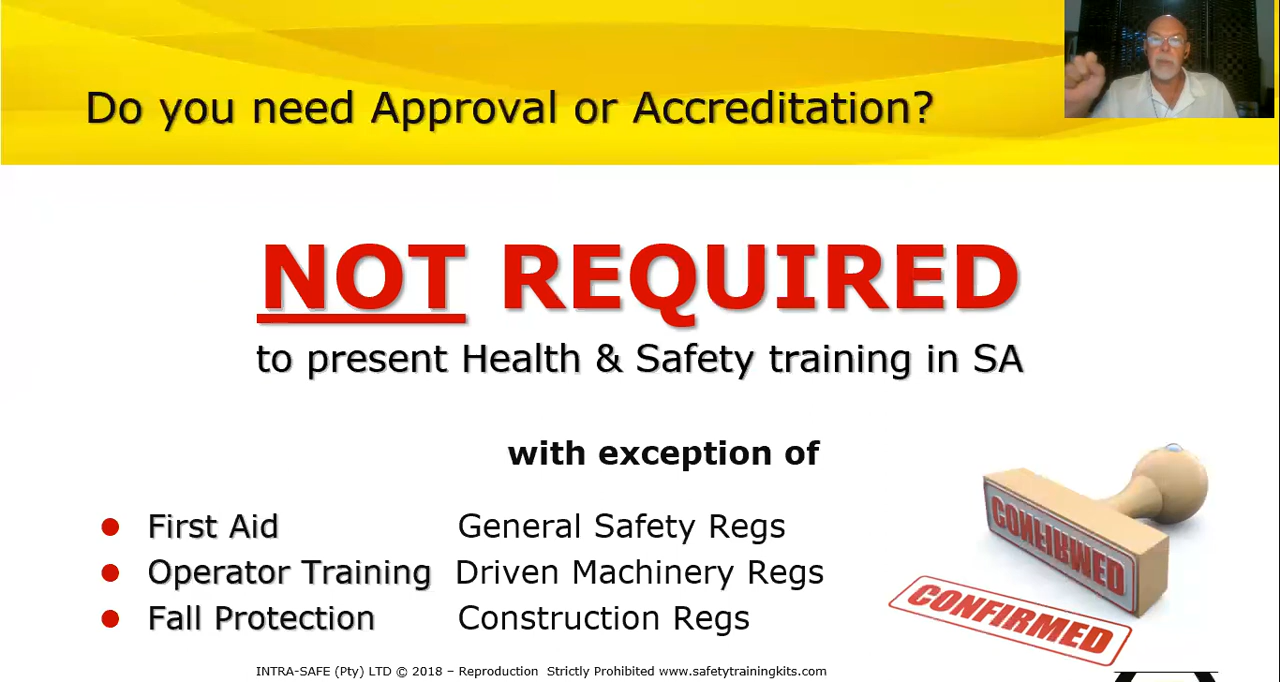 Do you need Approval or Accreditation?
NOT REQUIRED
to present Health & Safety training in SA
with exception of
First Aid General Safety Regs
Operator Training Driven Machinery Regs
Fall Protection Construction Regs
CONFIRMED
CONFIRMED
INTRA-SAFE (Pty) LTD © 2018 – Reproduction Strictly Prohibited www.safetytrainingkits.com